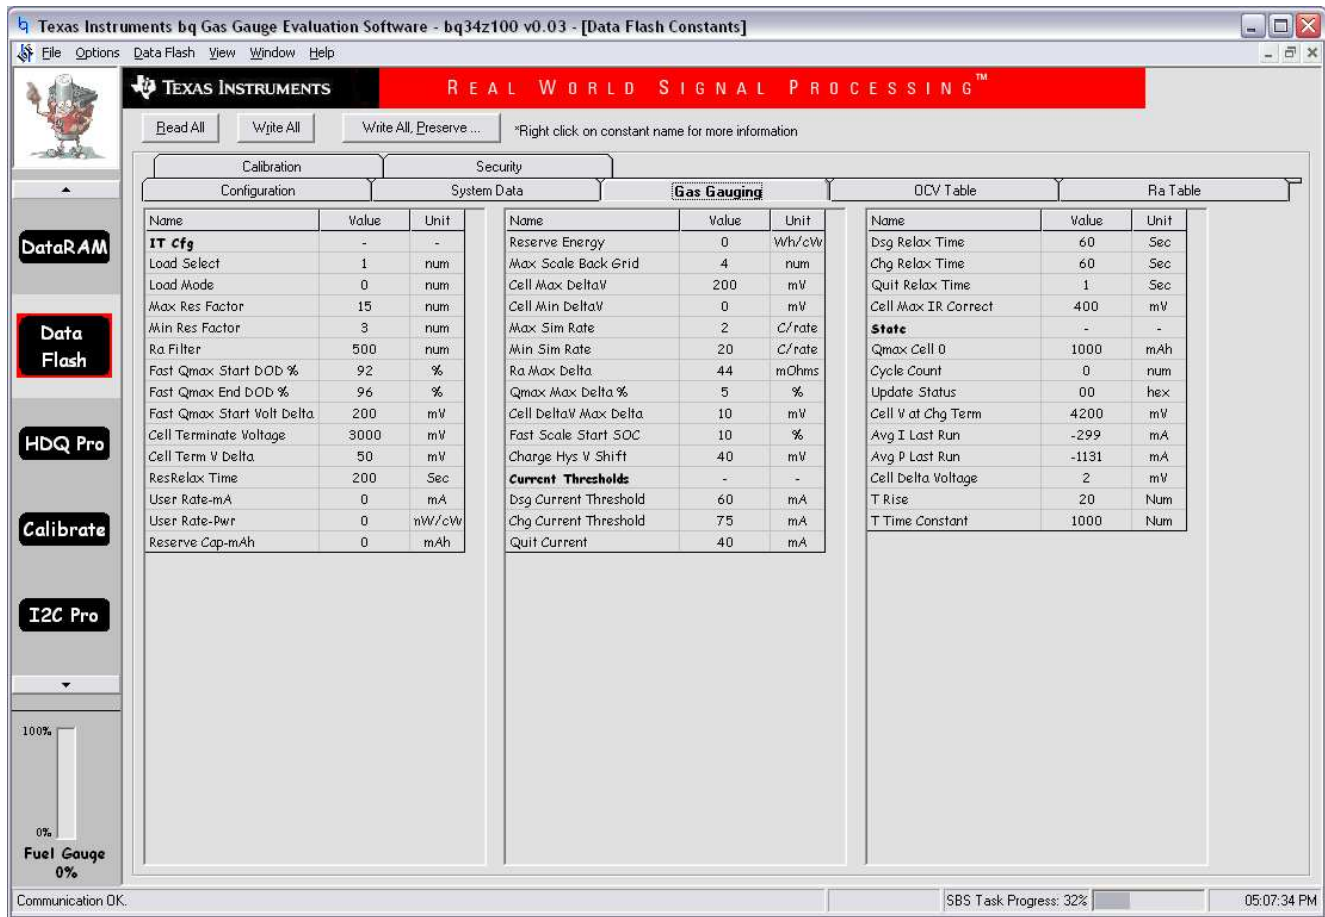 Texas Instruments bq Gas Gauge Evaluation Software - bq34z100 v0.03 - [Data Flash Constants]
File Options Data Flash View Window Help
TEXAS INSTRUMENTS REAL WORLD SIGNAL PROCESSING™
Read All Write All Write All, Preserve ... *Right click on constant name for more information
Calibration Security
Configuration System Data Gas Gauging OCV Table Ra Table
DataRAM
Data
Flash
HDQ Pro
Calibrate
I2C Pro
100%
0%
Fuel Gauge
0%
Name Value Unit
IT Cfg - -
Load Select 1 num
Load Mode 0 num
Max Res Factor 15 num
Min Res Factor 3 num
Ra Filter 500 num
Fast Qmax Start DOD % 92 %
Fast Qmax End DOD % 96 %
Fast Qmax Start Volt Delta 200 mV
Cell Terminate Voltage 3000 mV
Cell Term V Delta 50 mV
ResRelax Time 200 Sec
User Rate-mA 0 mA
User Rate-Pwr 0 nW/cW
Reserve Cap-mAh 0 mAh
Name Value Unit
Reserve Energy 0 Wh/cW
Max Scale Back Grid 4 num
Cell Max DeltaV 200 mV
Cell Min DeltaV 0 mV
Max Sim Rate 2 C/rate
Min Sim Rate 20 C/rate
Ra Max Delta 44 mOhms
Qmax Max Delta % 5 %
Cell DeltaV Max Delta 10 mV
Fast Scale Start SOC 10 %
Charge Hys V Shift 40 mV
Current Thresholds - -
Dsg Current Threshold 60 mA
Chg Current Threshold 75 mA
Quit Current 40 mA
Name Value Unit
Dsg Relax Time 60 Sec
Chg Relax Time 60 Sec
Quit Relax Time 1 Sec
Cell Max IR Correct 400 mV
State - -
Qmax Cell 0 1000 mAh
Cycle Count 0 num
Update Status 00 hex
Cell V at Chg Term 4200 mV
Avg I Last Run -299 mA
Avg P Last Run -1131 mA
Cell Delta Voltage 2 mV
T Rise 20 Num
T Time Constant 1000 Num
Communication OK. SBS Task Progress: 32% 05:07:34 PM